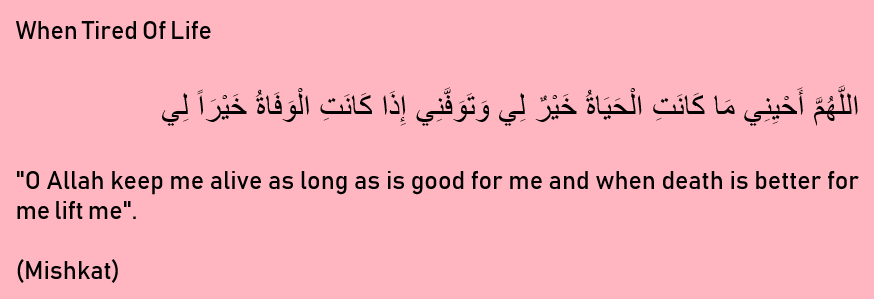 When Tired Of Life
اللَّهُمَّ أَحْيِنِي مَا كَانَتِ الْحَيَاةُ خَيْرٌ لِي وَتَوَفَّنِي إِذَا كَانَتِ الْوَفَاةُ خَيْرَاً لِي
"O Allah keep me alive as long as is good for me and when death is better for
me lift me".
(Mishkat)